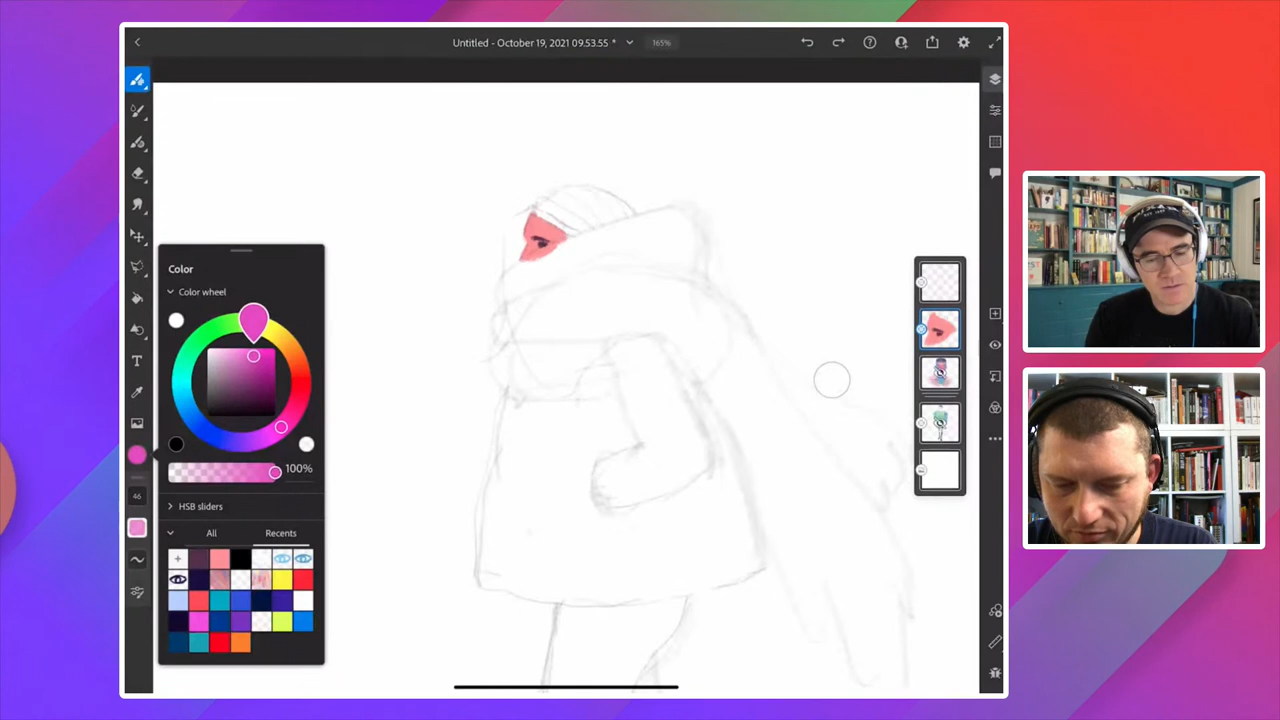 Untitled - October 19, 2021 09.53.55 *
165%
Color
Color wheel
100%
HSB sliders
All
Recents
46
T